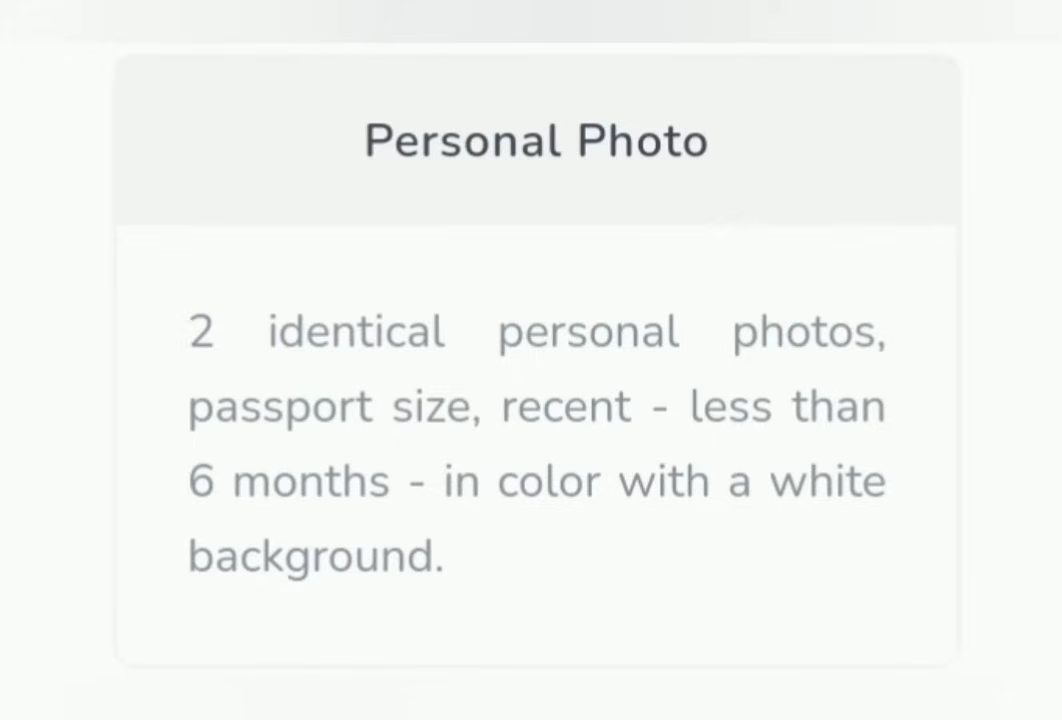 Personal Photo
2 identical personal photos,
passport size, recent - less than
6 months - in color with a white
background.